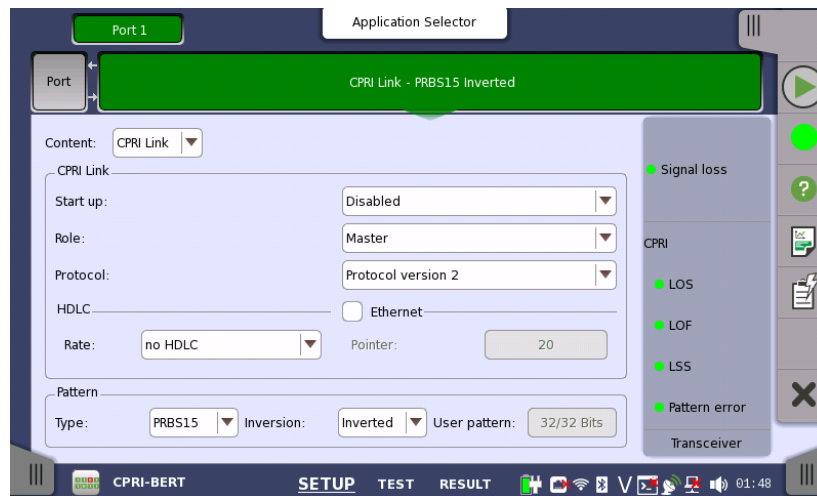 Port 1
Application Selector
Port
CPRI Link - PRBS15 Inverted
Content: CPRI Link
CPRI Link
Start up: Disabled
Role: Master
Protocol: Protocol version 2
HDLC
Ethernet
Rate: no HDLC
Pointer: 20
Pattern
Type: PRBS15 Inversion: Inverted User pattern: 32/32 Bits
Signal loss
CPRI
LOS
LOF
LSS
Pattern error
Transceiver
CPRI-BERT SETUP TEST RESULT V 01:48